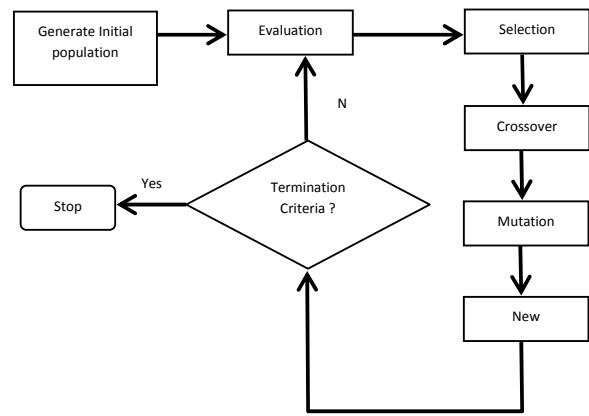 Generate Initial
population
Evaluation
Selection
Crossover
Mutation
New
Termination
Criteria ?
N
Yes
Stop